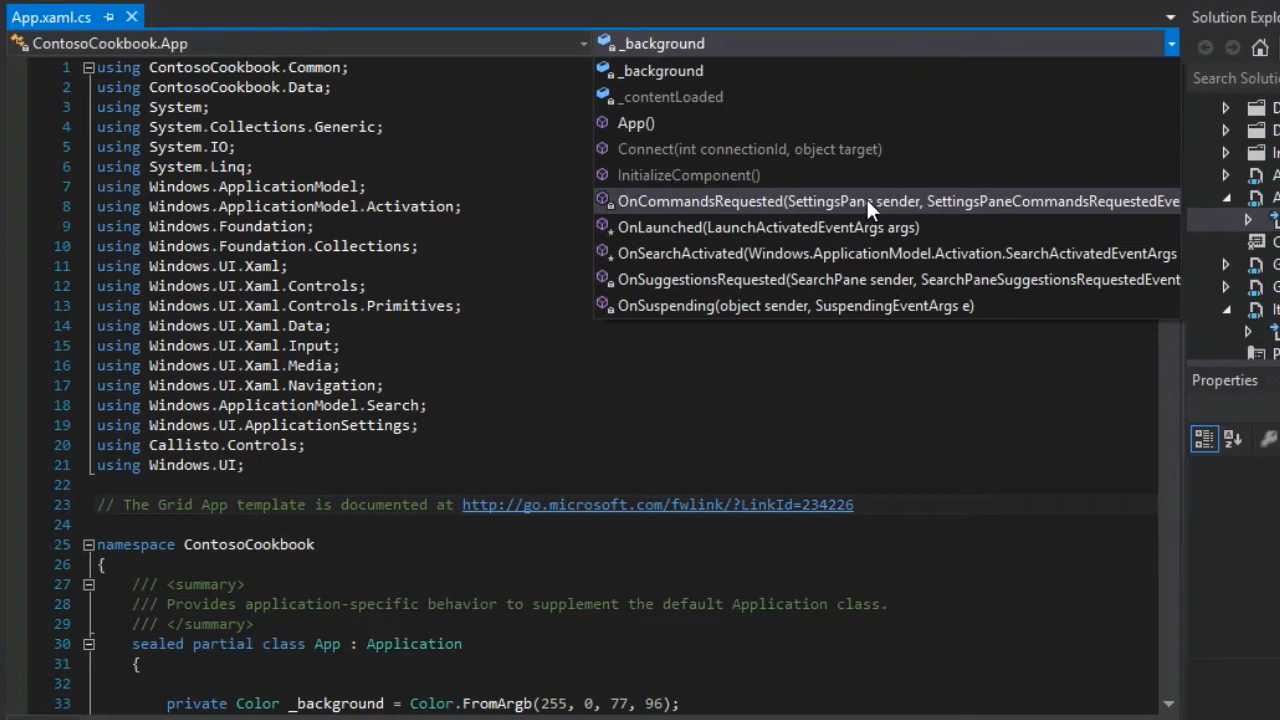 App.xaml.cs
ContosoCookbook.App
_background
1 using ContosoCookbook.Common;
2 using ContosoCookbook.Data;
3 using System;
4 using System.Collections.Generic;
5 using System.IO;
6 using System.Linq;
7 using Windows.ApplicationModel;
8 using Windows.ApplicationModel.Activation;
9 using Windows.Foundation;
10 using Windows.Foundation.Collections;
11 using Windows.UI.Xaml;
12 using Windows.UI.Xaml.Controls;
13 using Windows.UI.Xaml.Controls.Primitives;
14 using Windows.UI.Xaml.Data;
15 using Windows.UI.Xaml.Input;
16 using Windows.UI.Xaml.Media;
17 using Windows.UI.Xaml.Navigation;
18 using Windows.ApplicationModel.Search;
19 using Windows.UI.ApplicationSettings;
20 using Callisto.Controls;
21 using Windows.UI;
22
23 // The Grid App template is documented at http://go.microsoft.com/fwlink/?LinkId=234226
24
25 namespace ContosoCookbook
26 {
27 /// <summary>
28 /// Provides application-specific behavior to supplement the default Application class.
29 /// </summary>
30 sealed partial class App : Application
31 {
32
33 private Color _background = Color.FromArgb(255, 0, 77, 96);
_background
_contentLoaded
App()
Connect(int connectionId, object target)
InitializeComponent()
OnCommandsRequested(SettingsPane sender, SettingsPaneCommandsRequestedEve
OnLaunched(LaunchActivatedEventArgs args)
OnSearchActivated(Windows.ApplicationModel.Activation.SearchActivatedEventArgs
OnSuggestionsRequested(SearchPane sender, SearchPaneSuggestionsRequestedEvent
OnSuspending(object sender, SuspendingEventArgs e)
Solution Explo
Search Solutio
Properties